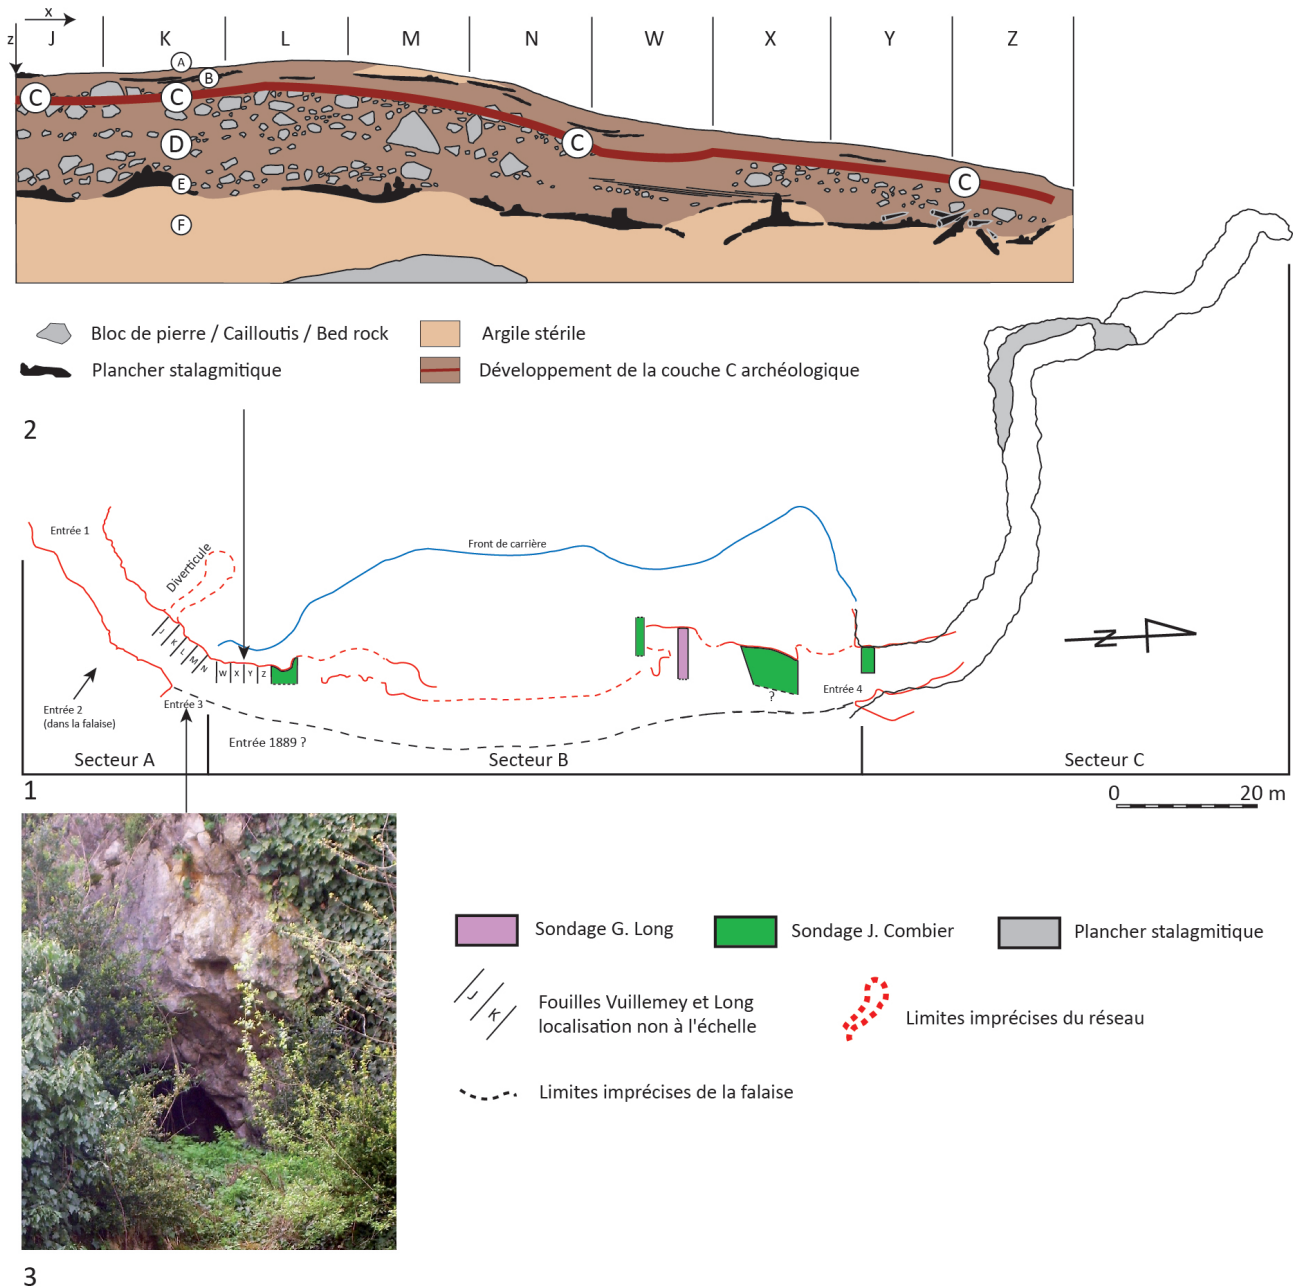 x
z
J K L M N W X Y Z
A
B
C C C C
D
E
F
Bloc de pierre / Cailloutis / Bed rock
Argile stérile
Plancher stalagmitique
Développement de la couche C archéologique
2
Entrée 1
Diverticule
Front de carrière
J
K
L
M
N
W X Y Z
N
Entrée 2
(dans la falaise)
Entrée 3
Entrée 4
?
Entrée 1889 ?
Secteur A
Secteur B
Secteur C
1
0 20 m
Sondage G. Long
Sondage J. Combier
Plancher stalagmitique
J
K
Fouilles Vuillemey et Long
localisation non à l'échelle
Limites imprécises du réseau
Limites imprécises de la falaise
3